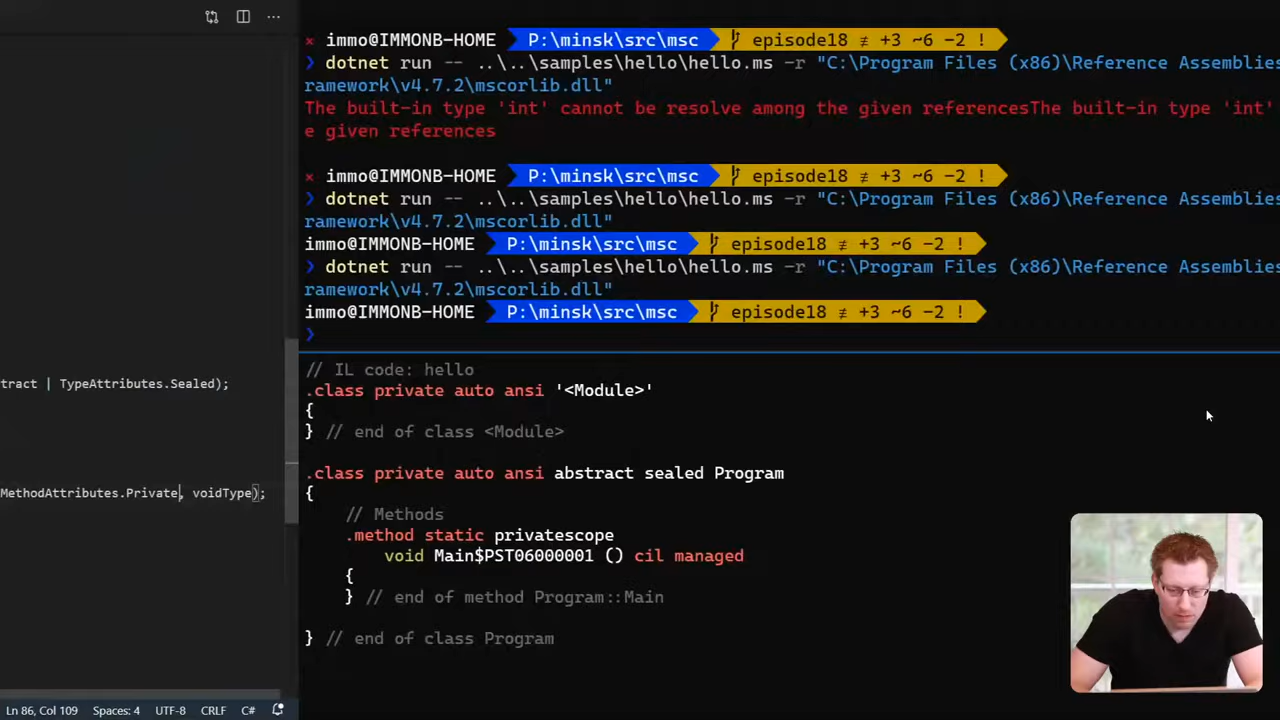 × immo@IMMONB-HOME P:\minsk\src\msc episode18 ≢ +3 ~6 -2 !
❯ dotnet run -- ..\..\samples\hello\hello.ms -r "C:\Program Files (x86)\Reference Assemblies
ramework\v4.7.2\mscorlib.dll"
The built-in type 'int' cannot be resolve among the given referencesThe built-in type 'int'
e given references
× immo@IMMONB-HOME P:\minsk\src\msc episode18 ≢ +3 ~6 -2 !
❯ dotnet run -- ..\..\samples\hello\hello.ms -r "C:\Program Files (x86)\Reference Assemblies
ramework\v4.7.2\mscorlib.dll"
immo@IMMONB-HOME P:\minsk\src\msc episode18 ≢ +3 ~6 -2 !
❯ dotnet run -- ..\..\samples\hello\hello.ms -r "C:\Program Files (x86)\Reference Assemblies
ramework\v4.7.2\mscorlib.dll"
immo@IMMONB-HOME P:\minsk\src\msc episode18 ≢ +3 ~6 -2 !
❯
// IL code: hello
.class private auto ansi '<Module>'
{
} // end of class <Module>
.class private auto ansi abstract sealed Program
{
// Methods
.method static privatescope
void Main$PST06000001 () cil managed
{
} // end of method Program::Main
} // end of class Program
tract | TypeAttributes.Sealed);
MethodAttributes.Private, voidType);
Ln 86, Col 109 Spaces: 4 UTF-8 CRLF C#